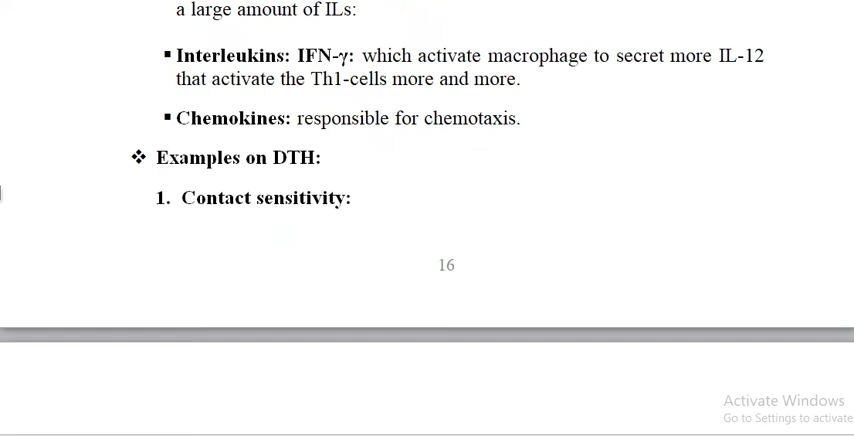 a large amount of ILs:
▪ Interleukins: IFN-γ: which activate macrophage to secret more IL-12
that activate the Th1-cells more and more.
▪ Chemokines: responsible for chemotaxis.
❖ Examples on DTH:
1. Contact sensitivity:
16
Activate Windows
Go to Settings to activate